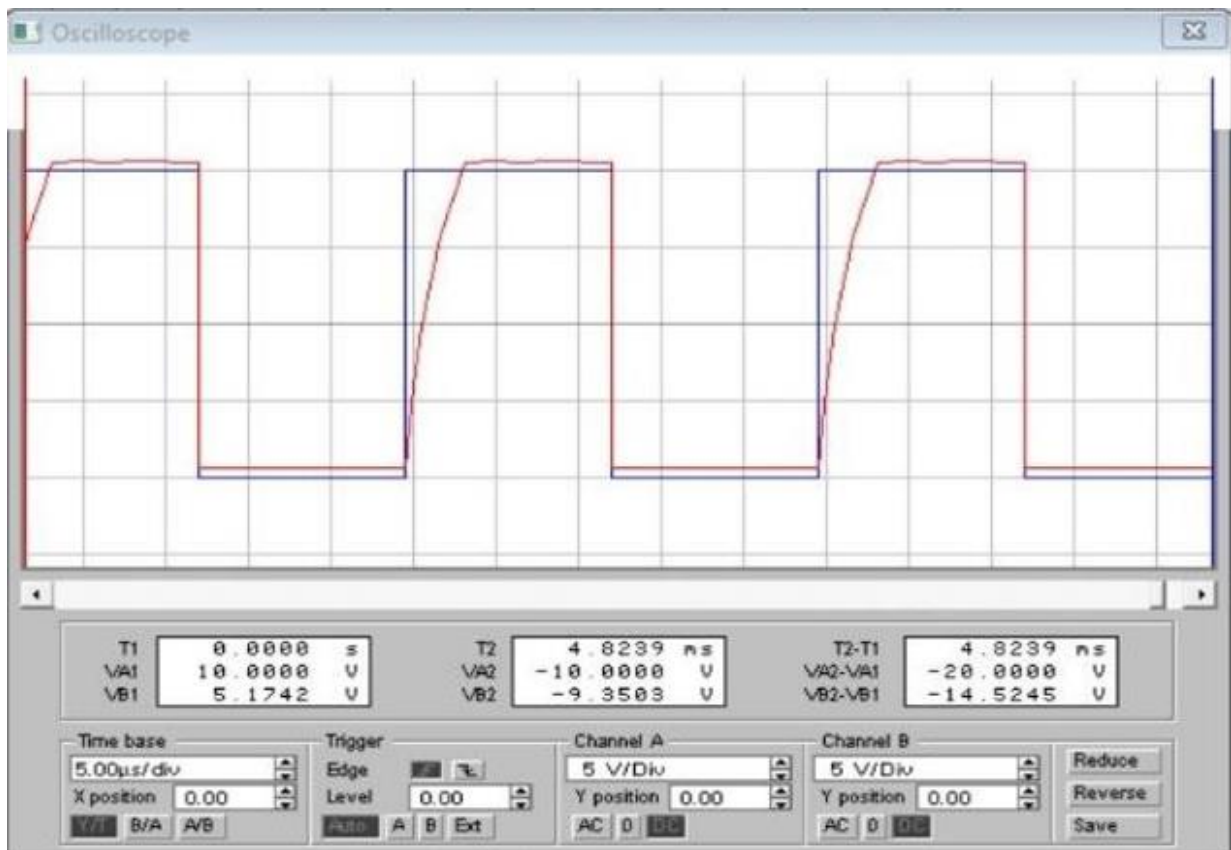 Oscilloscope
T1 0.0000 s
VA1 10.0000 V
VB1 5.1742 V
T2 4.8239 ms
VA2 -10.0000 V
VB2 -9.3503 V
T2-T1 4.8239 ms
VA2-VA1 -20.0000 V
VB2-VB1 -14.5245 V
Time base
5.00µs/div
X position 0.00
Y/T B/A A/B
Trigger
Edge
Level 0.00
Auto A B Ext
Channel A
5 V/Div
Y position 0.00
AC 0 DC
Channel B
5 V/Div
Y position 0.00
AC 0 DC
Reduce
Reverse
Save